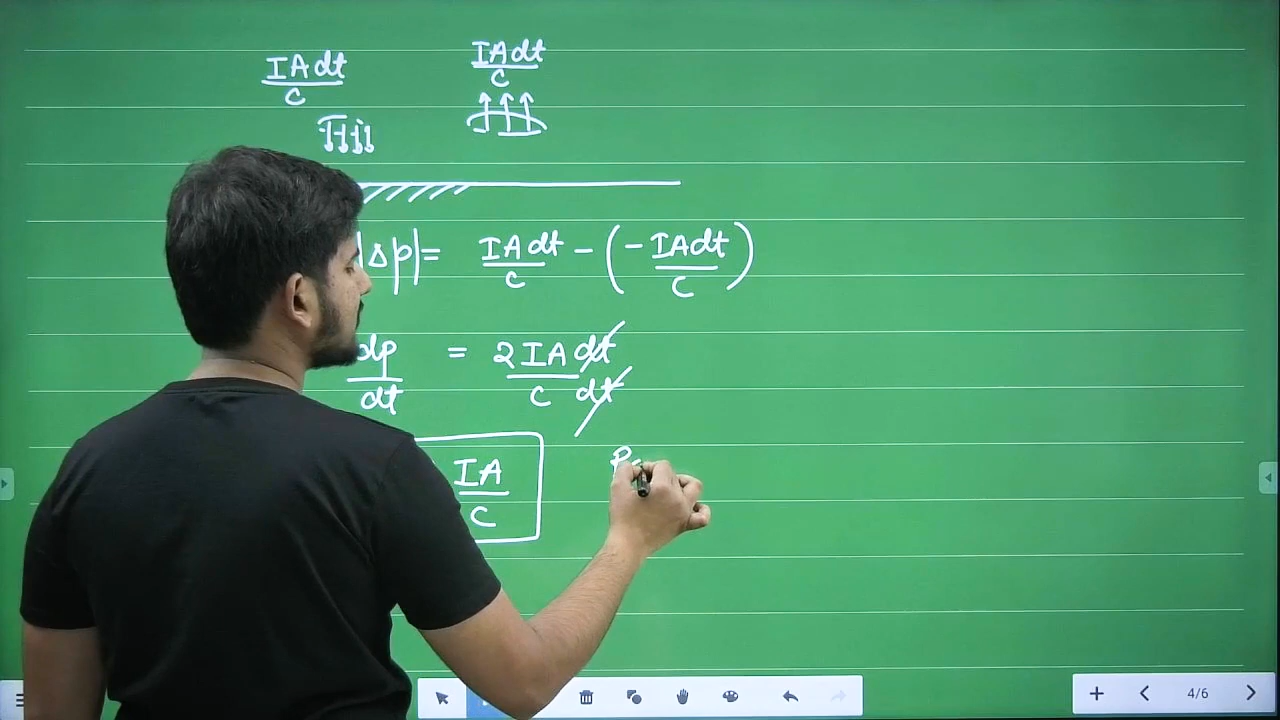 IAdt/c IAdt/c
|Δp| = IAdt/c - (-IAdt/c)
dp/dt = 2IAdt/c dt
IA/c P
4/6